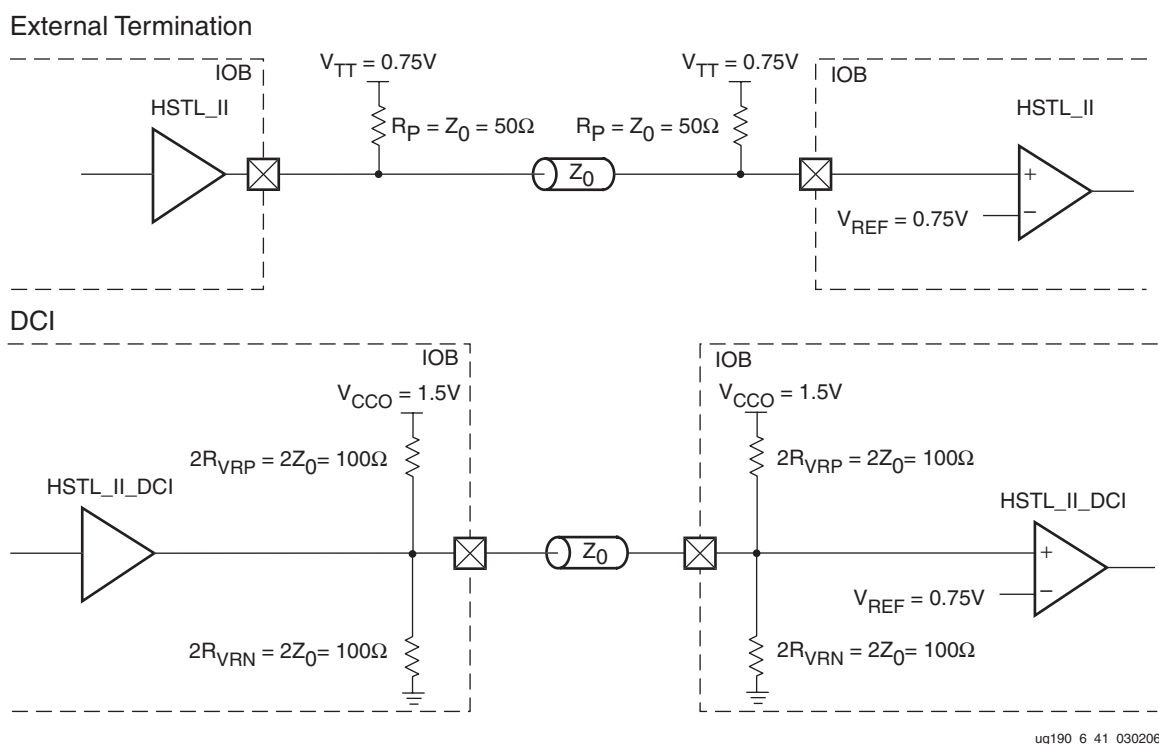 External Termination
V_TT = 0.75V
V_TT = 0.75V
IOB
IOB
HSTL_II
HSTL_II
R_P = Z_0 = 50Ω
R_P = Z_0 = 50Ω
Z_0
+
–
V_REF = 0.75V
DCI
IOB
IOB
V_CCO = 1.5V
V_CCO = 1.5V
2R_VRP = 2Z_0= 100Ω
2R_VRP = 2Z_0= 100Ω
HSTL_II_DCI
HSTL_II_DCI
Z_0
+
–
V_REF = 0.75V
2R_VRN = 2Z_0= 100Ω
2R_VRN = 2Z_0= 100Ω
ug190_6_41_030206